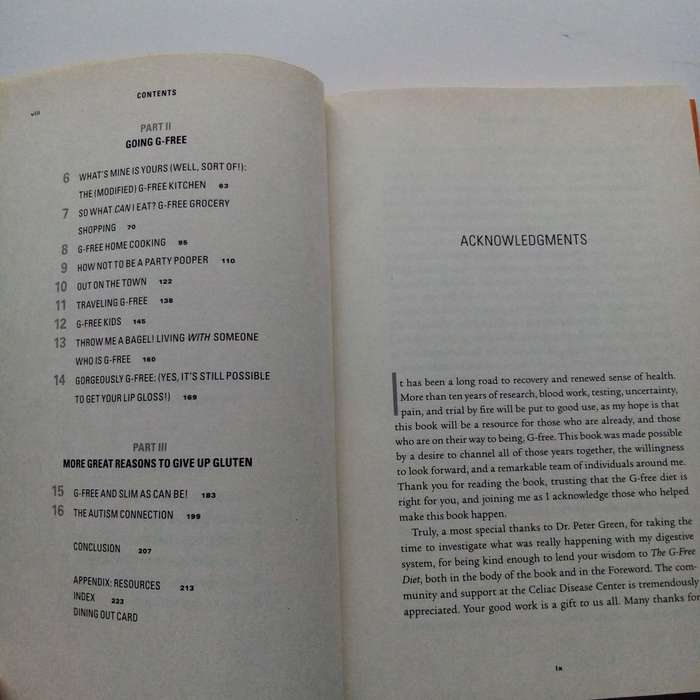 CONTENTS
viii
PART II
GOING G-FREE
6 WHAT'S MINE IS YOURS (WELL, SORT OF!):
THE (MODIFIED) G-FREE KITCHEN 63
7 SO WHAT CAN I EAT? G-FREE GROCERY
SHOPPING 70
8 G-FREE HOME COOKING 95
9 HOW NOT TO BE A PARTY POOPER 110
10 OUT ON THE TOWN 122
11 TRAVELING G-FREE 138
12 G-FREE KIDS 145
13 THROW ME A BAGEL! LIVING WITH SOMEONE
WHO IS G-FREE 160
14 GORGEOUSLY G-FREE: (YES, IT'S STILL POSSIBLE
TO GET YOUR LIP GLOSS!) 169
PART III
MORE GREAT REASONS TO GIVE UP GLUTEN
15 G-FREE AND SLIM AS CAN BE! 183
16 THE AUTISM CONNECTION 199
CONCLUSION 207
APPENDIX: RESOURCES 213
INDEX 223
DINING OUT CARD
ACKNOWLEDGMENTS
It has been a long road to recovery and renewed sense of health.
More than ten years of research, blood work, testing, uncertainty,
pain, and trial by fire will be put to good use, as my hope is that
this book will be a resource for those who are already, and those
who are on their way to being, G-free. This book was made possible
by a desire to channel all of those years together, the willingness
to look forward, and a remarkable team of individuals around me.
Thank you for reading the book, trusting that the G-free diet is
right for you, and joining me as I acknowledge those who helped
make this book happen.
Truly, a most special thanks to Dr. Peter Green, for taking the
time to investigate what was really happening with my digestive
system, for being kind enough to lend your wisdom to The G-Free
Diet, both in the body of the book and in the Foreword. The com-
munity and support at the Celiac Disease Center is tremendously
appreciated. Your good work is a gift to us all. Many thanks for
ix